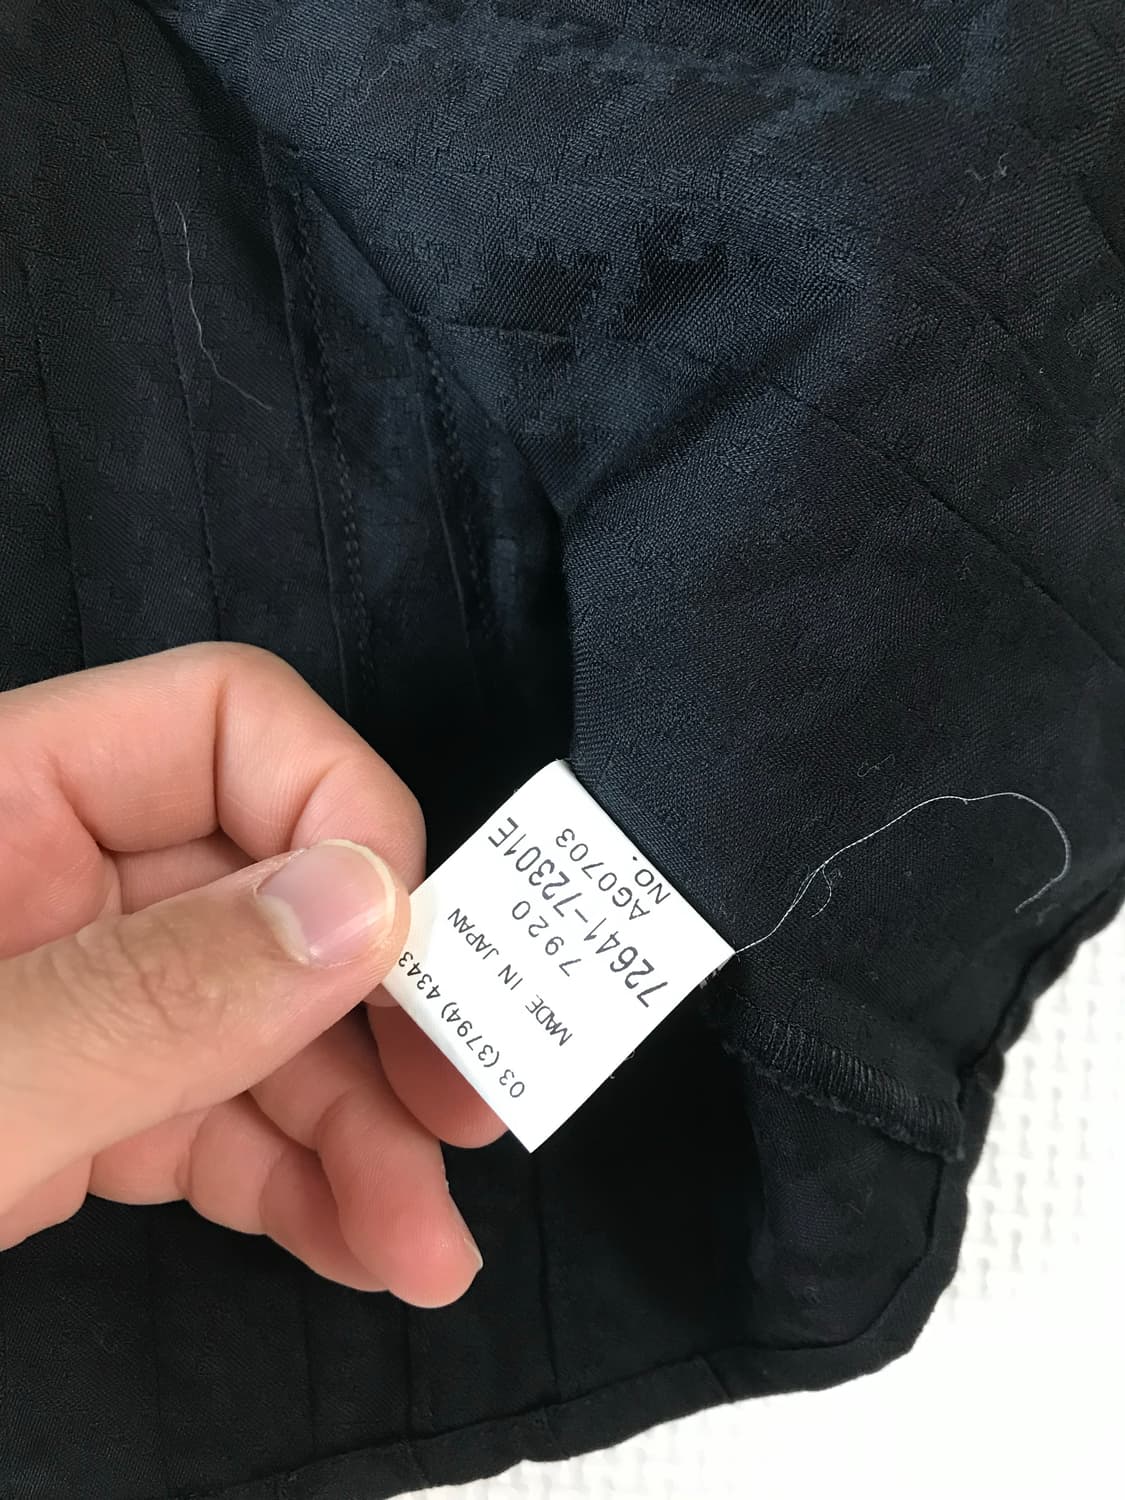 NO.
AG0703
72641-72301E
7920
MADE IN JAPAN
03 (3794) 4343